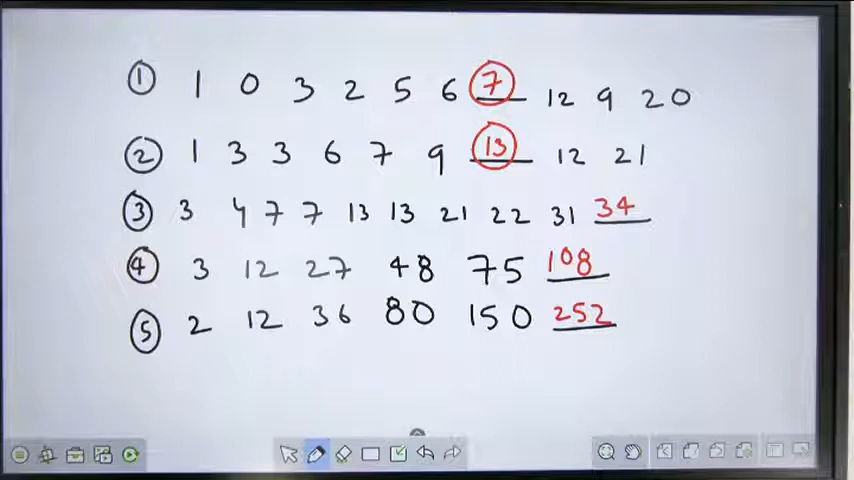 ① 1 0 3 2 5 6 7 12 9 20
② 1 3 3 6 7 9 13 12 21
③ 3 4 7 7 13 13 21 22 31 34
④ 3 12 27 48 75 108
⑤ 2 12 36 80 150 252